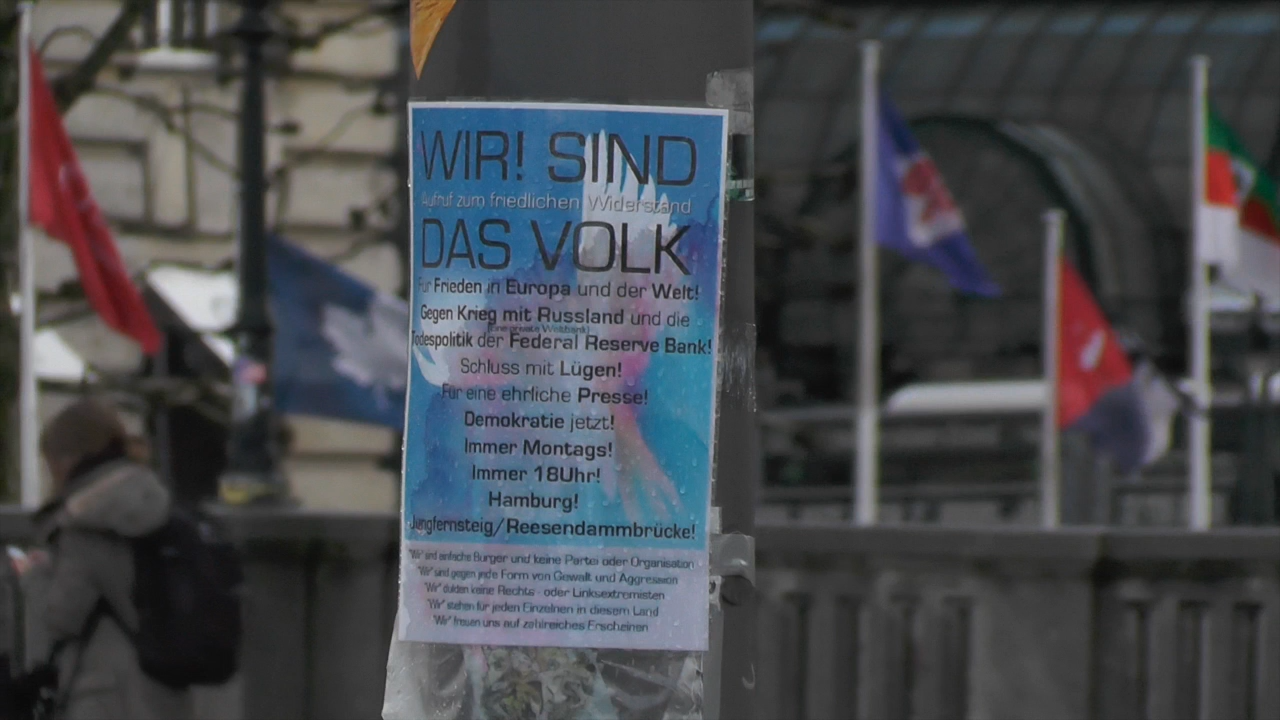 WIR! SIND
Aufruf zum friedlichen Widerstand
DAS VOLK
Für Frieden in Europa und der Welt!
Gegen Krieg mit Russland und die
(eine private Weltbank)
Todespolitik der Federal Reserve Bank!
Schluss mit Lügen!
Für eine ehrliche Presse!
Demokratie jetzt!
Immer Montags!
Immer 18Uhr!
Hamburg!
Jungfernsteig/Reesendammbrücke!
"Wir" sind einfache Bürger und keine Partei oder Organisation
"Wir" sind gegen jede Form von Gewalt und Aggression
"Wir" dulden keine Rechts- oder Linksextremisten
"Wir" stehen für jeden Einzelnen in diesem Land
"Wir" freuen uns auf zahlreiches Erscheinen